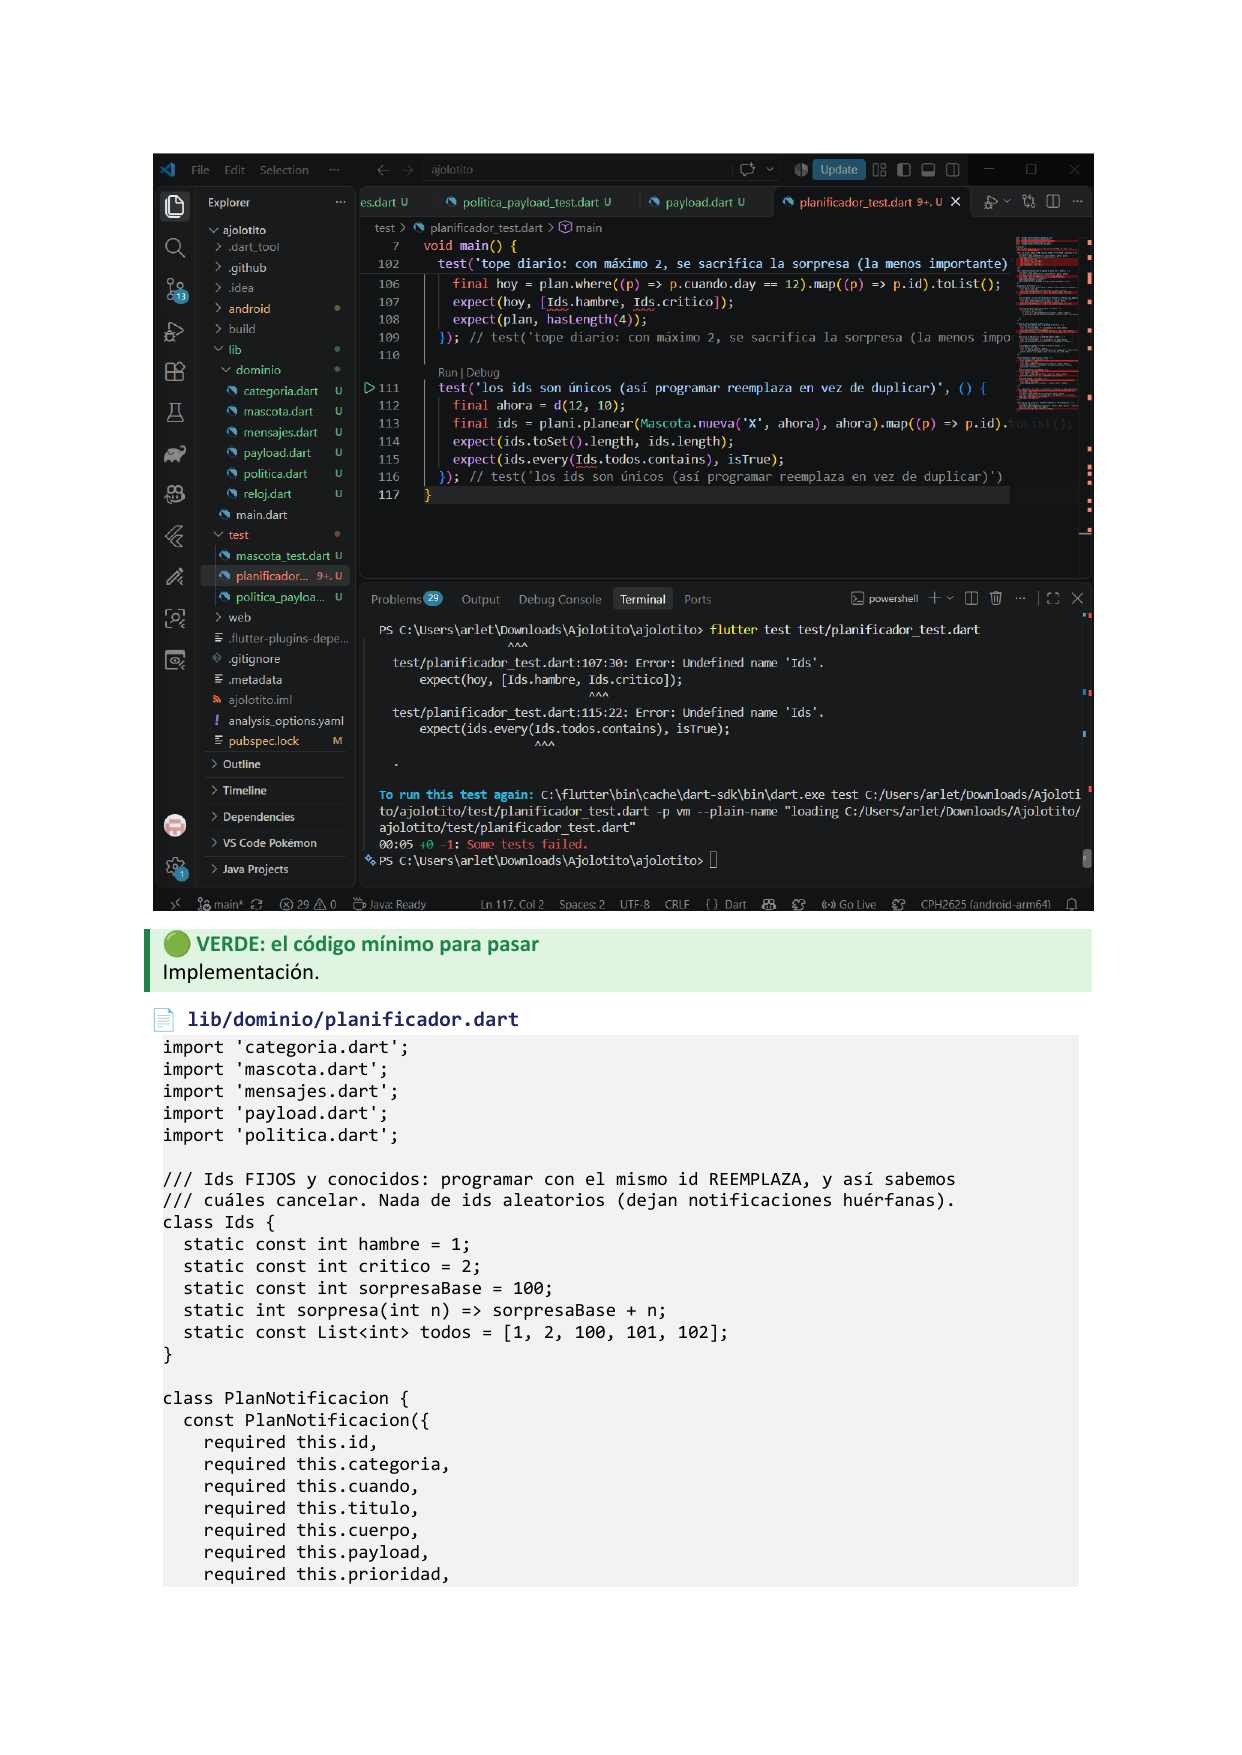 File Edit Selection ··· ajolotito Update
Explorer ···
ajolotito
.dart_tool
.github
.idea
android
build
lib
dominio
categoria.dart U
mascota.dart U
mensajes.dart U
payload.dart U
politica.dart U
reloj.dart U
main.dart
test
mascota_test.dart U
planificador... 9+, U
politica_payloa... U
web
.flutter-plugins-depe...
.gitignore
.metadata
ajolotito.iml
analysis_options.yaml
pubspec.lock M
Outline
Timeline
Dependencies
VS Code Pokémon
Java Projects
13
1
es.dart U politica_payload_test.dart U payload.dart U planificador_test.dart 9+, U
test > planificador_test.dart > main
7 void main() {
102 test('tope diario: con máximo 2, se sacrifica la sorpresa (la menos importante)
106 final hoy = plan.where((p) => p.cuando.day == 12).map((p) => p.id).toList();
107 expect(hoy, [Ids.hambre, Ids.critico]);
108 expect(plan, hasLength(4));
109 }); // test('tope diario: con máximo 2, se sacrifica la sorpresa (la menos impo
110
Run | Debug
111 test('los ids son únicos (así programar reemplaza en vez de duplicar)', () {
112 final ahora = d(12, 10);
113 final ids = plani.planear(Mascota.nueva('X', ahora), ahora).map((p) => p.id).toList();
114 expect(ids.toSet().length, ids.length);
115 expect(ids.every(Ids.todos.contains), isTrue);
116 }); // test('los ids son únicos (así programar reemplaza en vez de duplicar)')
117 }
Problems 29 Output Debug Console Terminal Ports powershell
PS C:\Users\arlet\Downloads\Ajolotito\ajolotito> flutter test test/planificador_test.dart
^^^
test/planificador_test.dart:107:30: Error: Undefined name 'Ids'.
expect(hoy, [Ids.hambre, Ids.critico]);
^^^
test/planificador_test.dart:115:22: Error: Undefined name 'Ids'.
expect(ids.every(Ids.todos.contains), isTrue);
^^^
.
To run this test again: C:\flutter\bin\cache\dart-sdk\bin\dart.exe test C:/Users/arlet/Downloads/Ajoloti
to/ajolotito/test/planificador_test.dart -p vm --plain-name "loading C:/Users/arlet/Downloads/Ajolotito/
ajolotito/test/planificador_test.dart"
00:05 +0 -1: Some tests failed.
PS C:\Users\arlet\Downloads\Ajolotito\ajolotito>
main* 29 0 Java: Ready Ln 117, Col 2 Spaces: 2 UTF-8 CRLF { } Dart Go Live CPH2625 (android-arm64)
🟢 VERDE: el código mínimo para pasar
Implementación.
📄 lib/dominio/planificador.dart
import 'categoria.dart';
import 'mascota.dart';
import 'mensajes.dart';
import 'payload.dart';
import 'politica.dart';
/// Ids FIJOS y conocidos: programar con el mismo id REEMPLAZA, y así sabemos
/// cuáles cancelar. Nada de ids aleatorios (dejan notificaciones huérfanas).
class Ids {
static const int hambre = 1;
static const int critico = 2;
static const int sorpresaBase = 100;
static int sorpresa(int n) => sorpresaBase + n;
static const List<int> todos = [1, 2, 100, 101, 102];
}
class PlanNotificacion {
const PlanNotificacion({
required this.id,
required this.categoria,
required this.cuando,
required this.titulo,
required this.cuerpo,
required this.payload,
required this.prioridad,